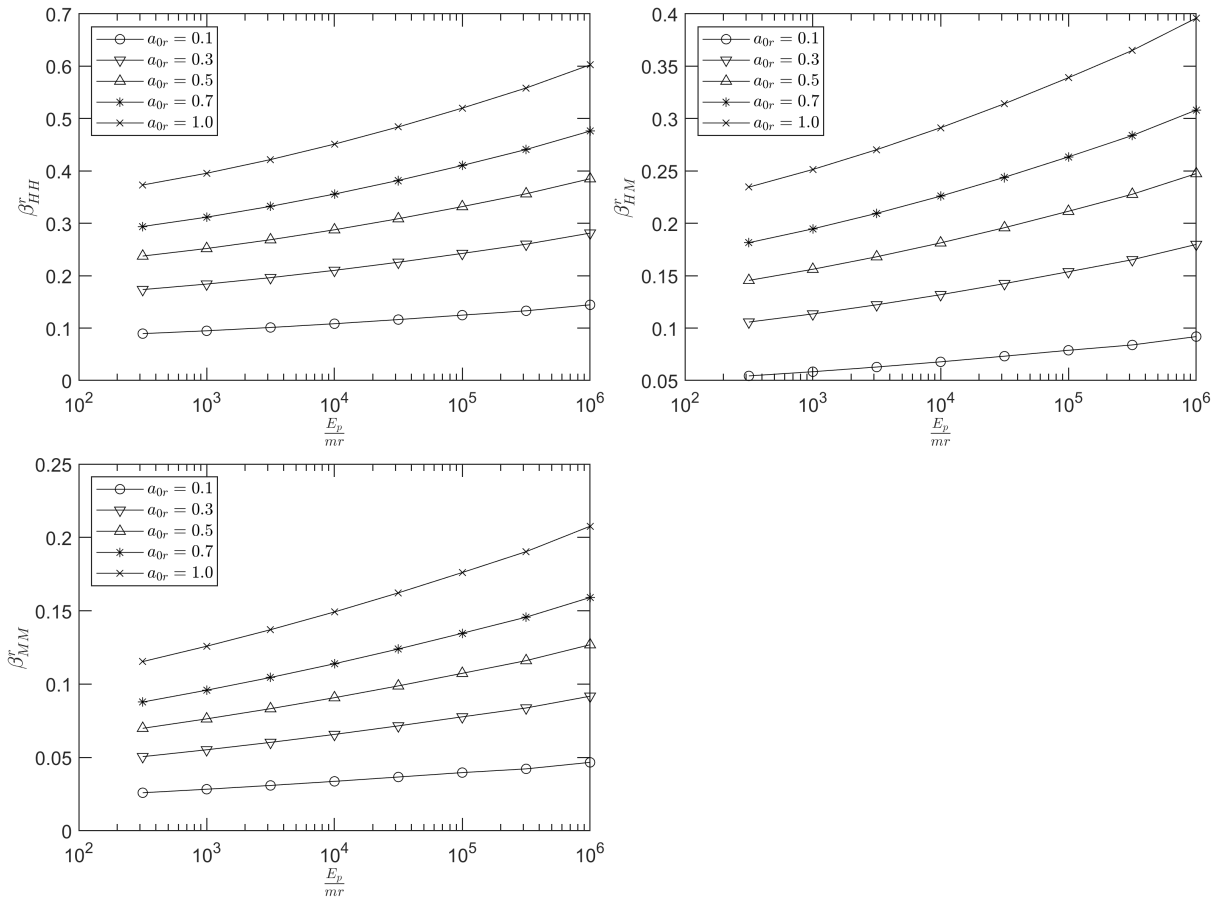 0.7
0.6
0.5
0.4
0.3
0.2
0.1
0
β^r_{HH}
a_{0r} = 0.1
a_{0r} = 0.3
a_{0r} = 0.5
a_{0r} = 0.7
a_{0r} = 1.0
10^2 10^3 10^4 10^5 10^6
E_p
mr
0.4
0.35
0.3
0.25
0.2
0.15
0.1
0.05
β^r_{HM}
a_{0r} = 0.1
a_{0r} = 0.3
a_{0r} = 0.5
a_{0r} = 0.7
a_{0r} = 1.0
10^2 10^3 10^4 10^5 10^6
E_p
mr
0.25
0.2
0.15
0.1
0.05
0
β^r_{MM}
a_{0r} = 0.1
a_{0r} = 0.3
a_{0r} = 0.5
a_{0r} = 0.7
a_{0r} = 1.0
10^2 10^3 10^4 10^5 10^6
E_p
mr